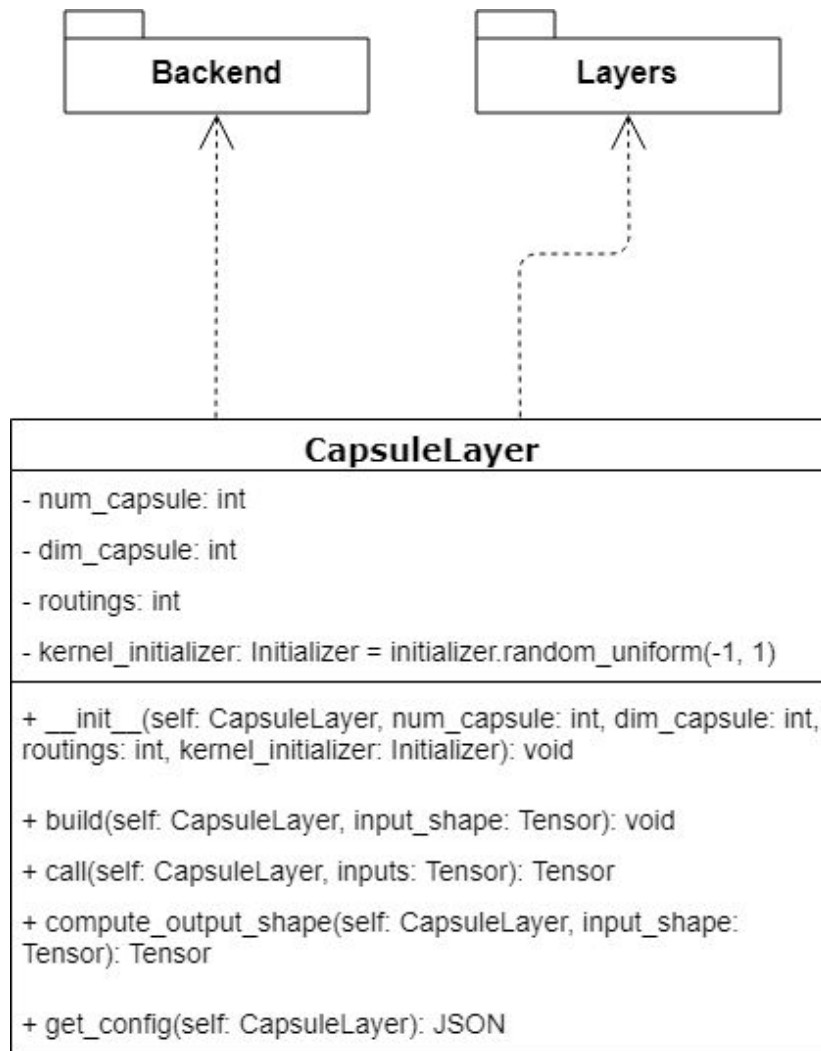 Backend
Layers
CapsuleLayer
- num_capsule: int
- dim_capsule: int
- routings: int
- kernel_initializer: Initializer = initializer.random_uniform(-1, 1)
+ __init__(self: CapsuleLayer, num_capsule: int, dim_capsule: int,
routings: int, kernel_initializer: Initializer): void
+ build(self: CapsuleLayer, input_shape: Tensor): void
+ call(self: CapsuleLayer, inputs: Tensor): Tensor
+ compute_output_shape(self: CapsuleLayer, input_shape:
Tensor): Tensor
+ get_config(self: CapsuleLayer): JSON